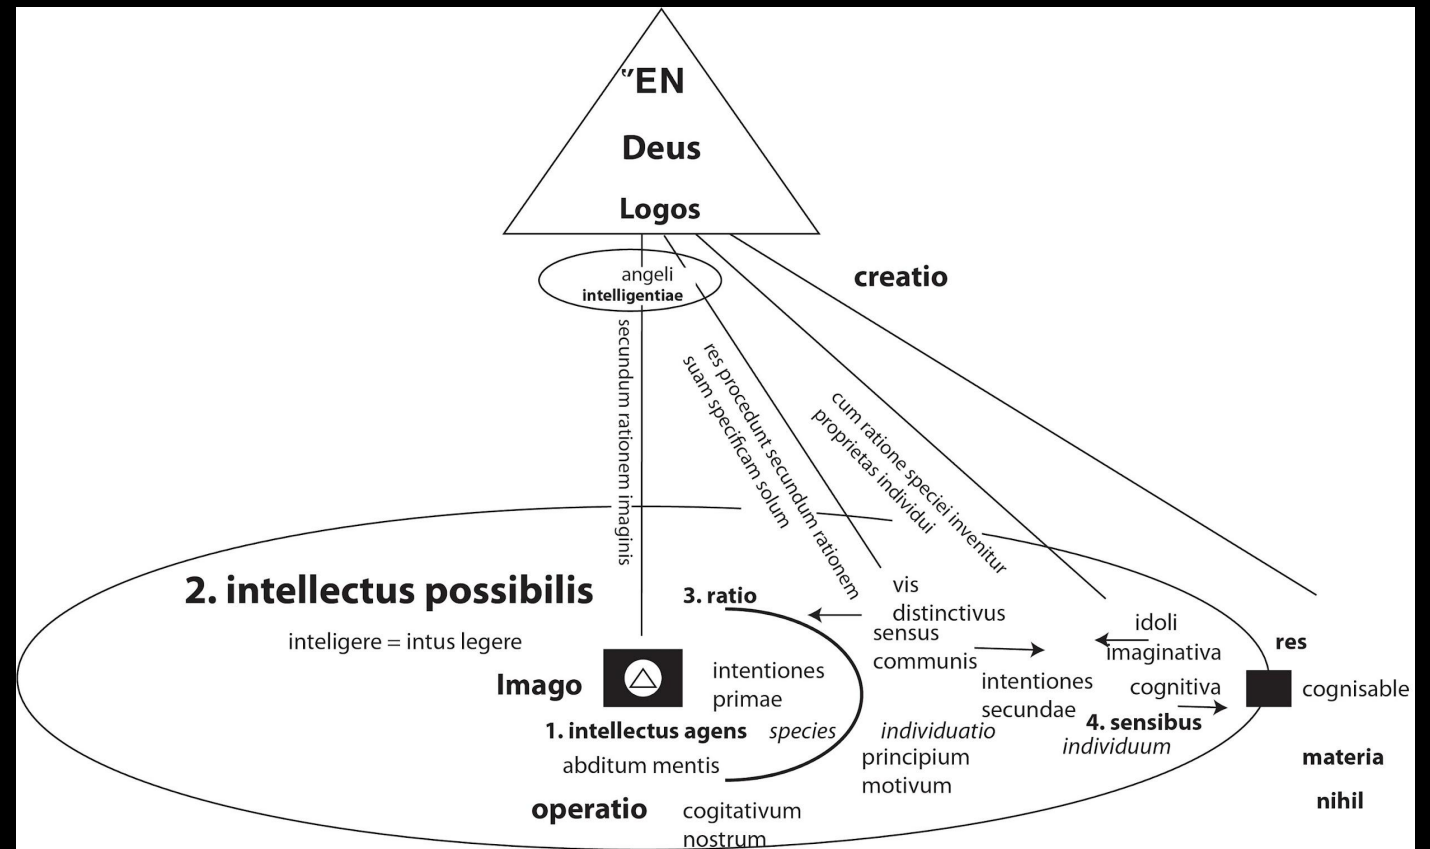 ῞EN
Deus
Logos
angeli
intelligentiae
creatio
secundum rationem imaginis
res procedunt secundum rationem
suam specificam solum
cum ratione speciei invenitur
proprietas individui
2. intellectus possibilis
inteligere = intus legere
3. ratio
vis
distinctivus
sensus
communis
idoli
imaginativa
res
Imago
intentiones
primae
intentiones
secundae
cognitiva
cognisable
1. intellectus agens
species
individuatio
4. sensibus
individuum
abditum mentis
principium
motivum
materia
operatio
cogitativum
nostrum
nihil